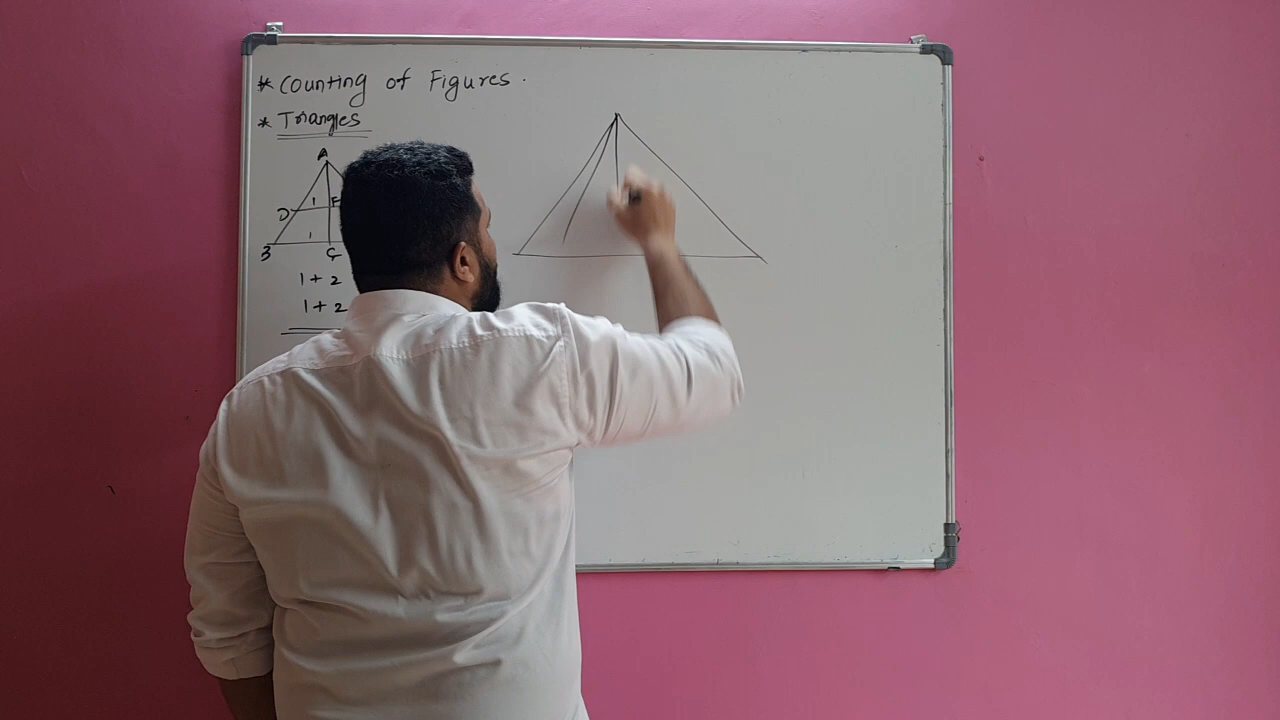 * Counting of Figures.
* Triangles
A
1
D F
1
B C
1 + 2
1 + 2